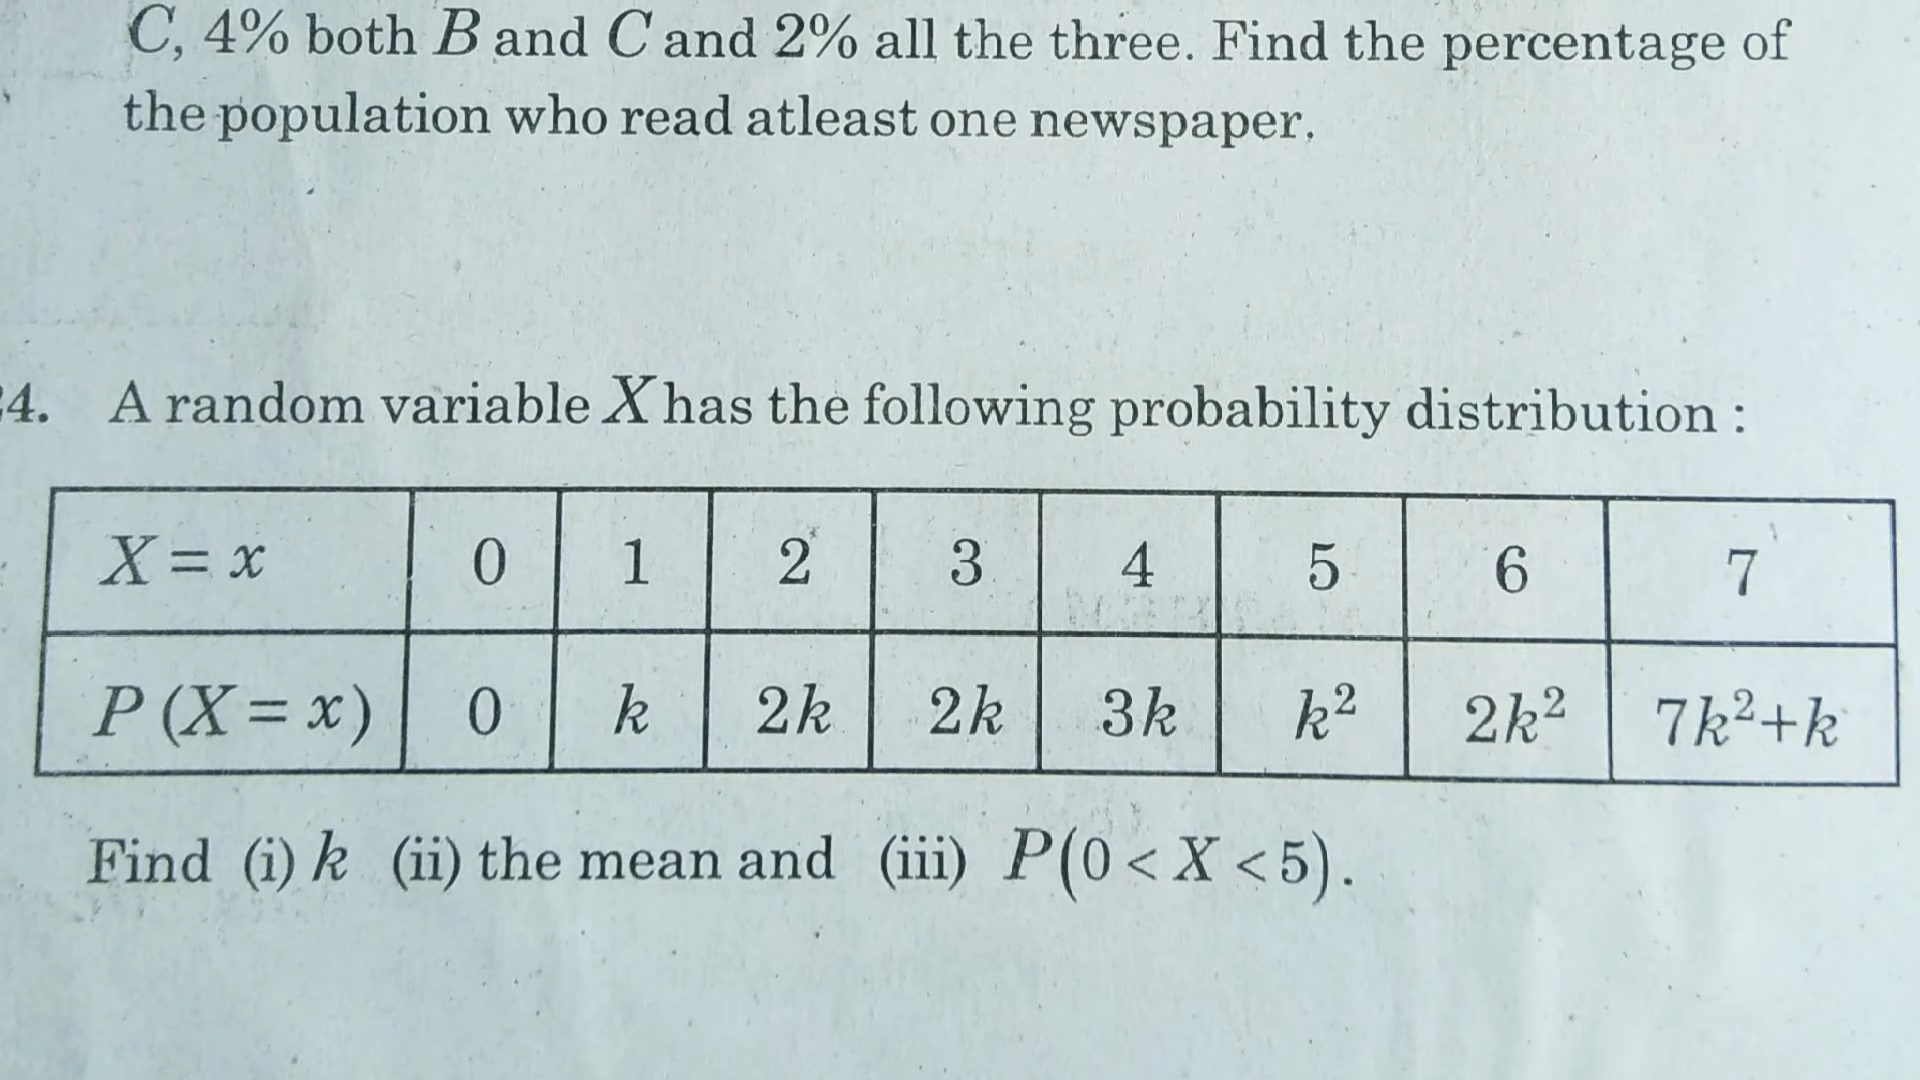 C, 4% both B and C and 2% all the three. Find the percentage of
the population who read atleast one newspaper.
4. A random variable X has the following probability distribution :
X = x 0 1 2 3 4 5 6 7
P (X = x) 0 k 2k 2k 3k k² 2k² 7k²+k
Find (i) k (ii) the mean and (iii) P(0 < X < 5).